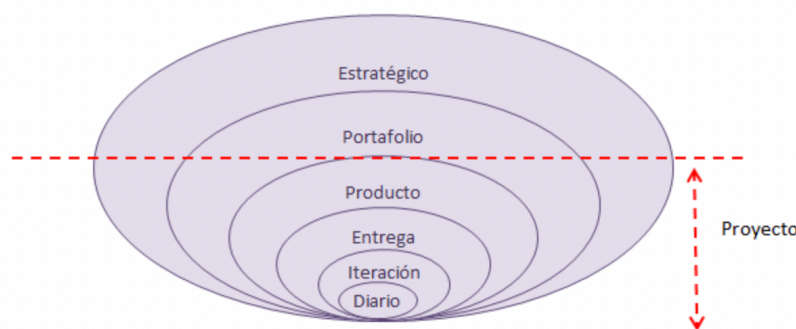 Estratégico
Portafolio
Producto
Entrega
Iteración
Diario
Proyecto